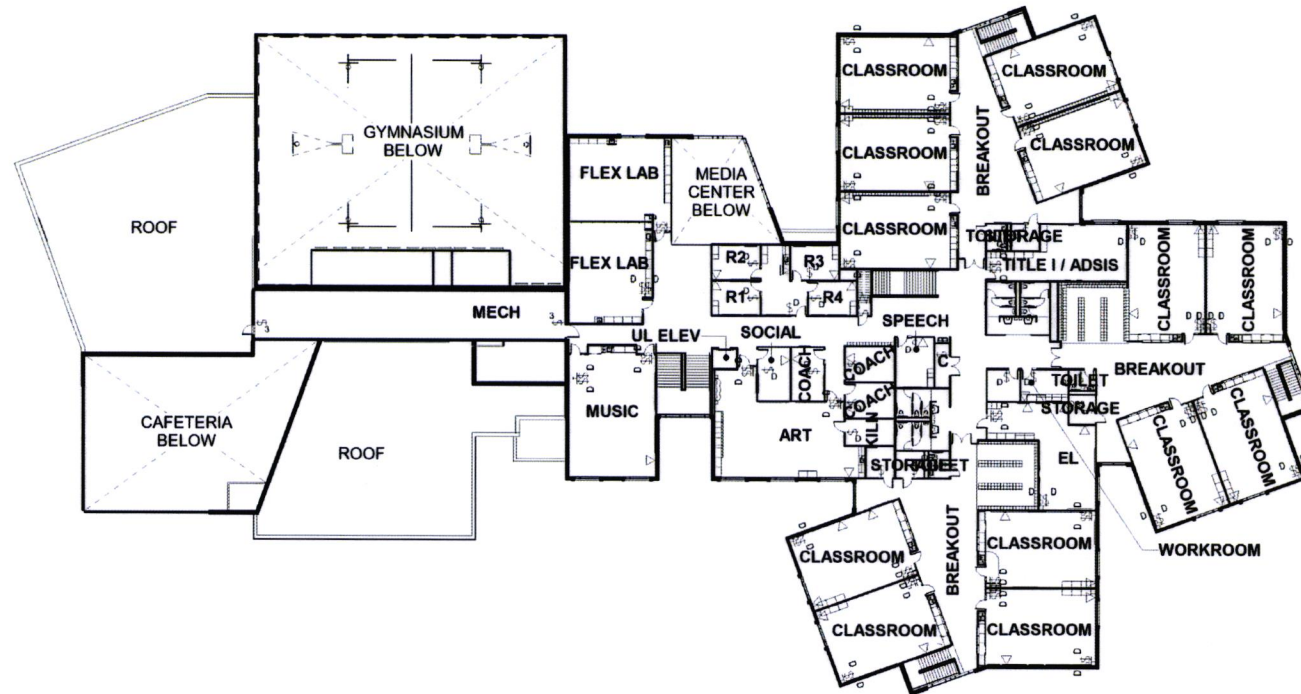 CLASSROOM
CLASSROOM
CLASSROOM
BREAKOUT
CLASSROOM
CLASSROOM
GYMNASIUM
BELOW
FLEX LAB
MEDIA
CENTER
BELOW
ROOF
FLEX LAB
R2
R3
R1
R4
STORAGE
TITLE I / ADSIS
CLASSROOM
CLASSROOM
MECH
3
3
UL ELEV
SOCIAL
SPEECH
COACH
COACH
COACH
C
BREAKOUT
TOILET
STORAGE
CLASSROOM
CLASSROOM
CAFETERIA
BELOW
ROOF
MUSIC
ART
KILN
EL
BREAKOUT
CLASSROOM
CLASSROOM
CLASSROOM
CLASSROOM
WORKROOM